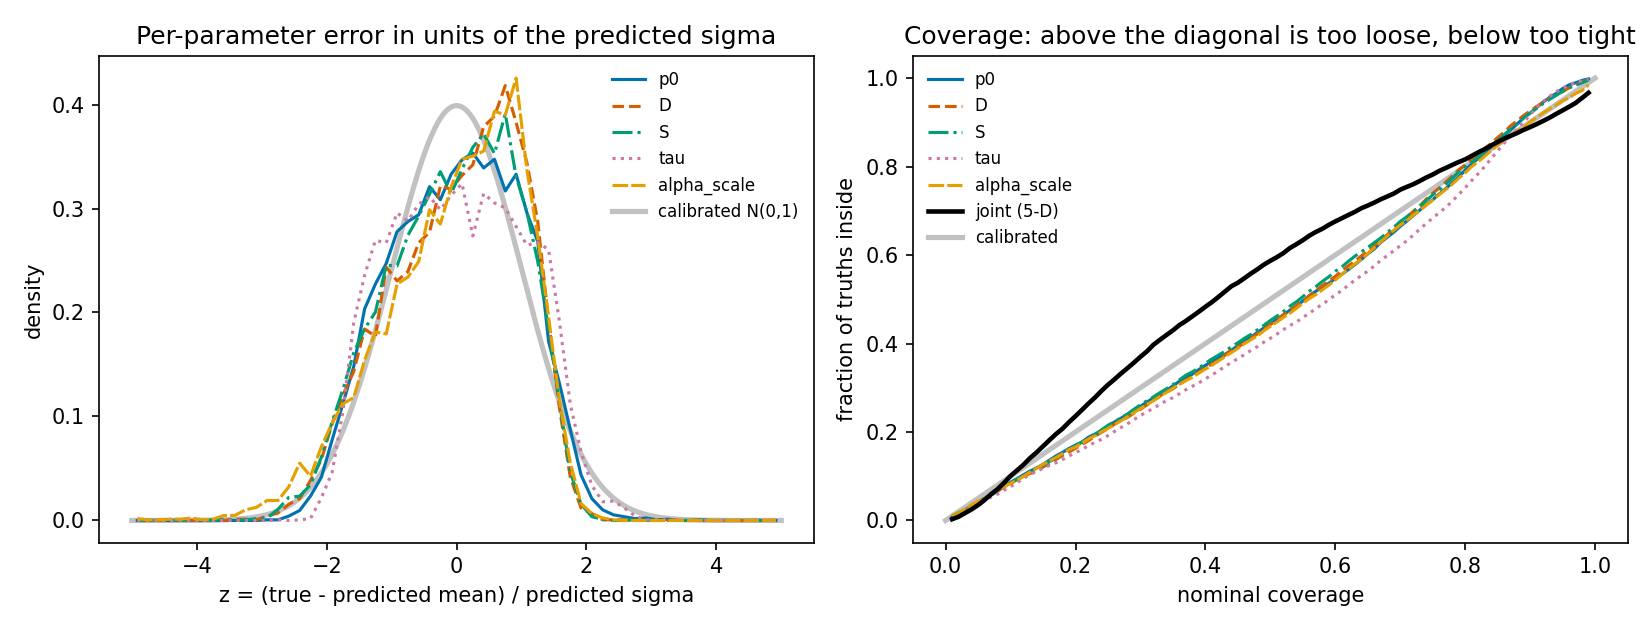 Per-parameter error in units of the predicted sigma
density
0.4
0.3
0.2
0.1
0.0
−4
−2
0
2
4
z = (true - predicted mean) / predicted sigma
p0
D
S
tau
alpha_scale
calibrated N(0,1)
Coverage: above the diagonal is too loose, below too tight
fraction of truths inside
1.0
0.8
0.6
0.4
0.2
0.0
0.0
0.2
0.4
0.6
0.8
1.0
nominal coverage
p0
D
S
tau
alpha_scale
joint (5-D)
calibrated